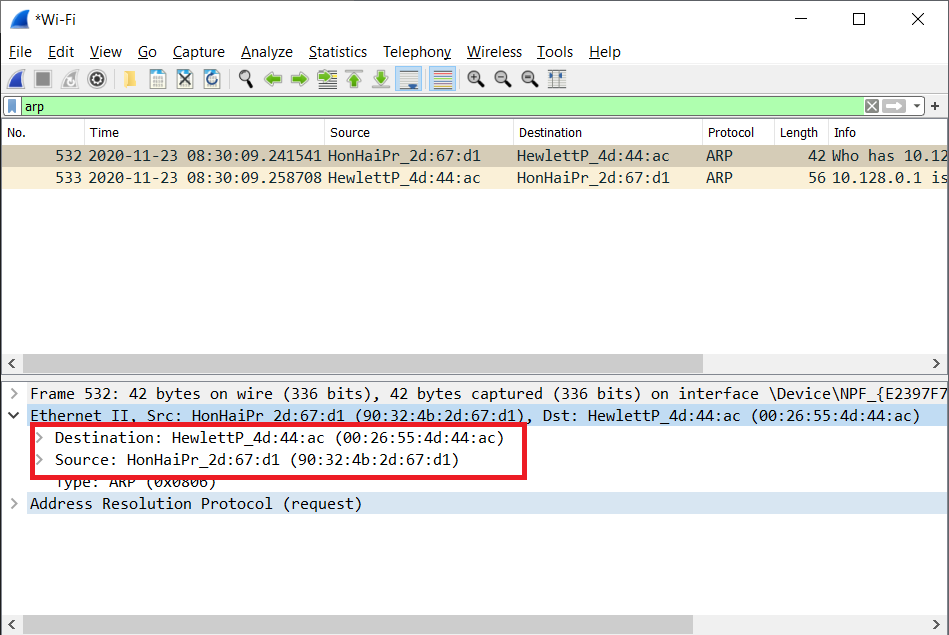 *Wi-Fi
File Edit View Go Capture Analyze Statistics Telephony Wireless Tools Help
arp
No. Time Source Destination Protocol Length Info
532 2020-11-23 08:30:09.241541 HonHaiPr_2d:67:d1 HewlettP_4d:44:ac ARP 42 Who has 10.12
533 2020-11-23 08:30:09.258708 HewlettP_4d:44:ac HonHaiPr_2d:67:d1 ARP 56 10.128.0.1 is
Frame 532: 42 bytes on wire (336 bits), 42 bytes captured (336 bits) on interface \Device\NPF_{E2397F7
Ethernet II, Src: HonHaiPr_2d:67:d1 (90:32:4b:2d:67:d1), Dst: HewlettP_4d:44:ac (00:26:55:4d:44:ac)
Destination: HewlettP_4d:44:ac (00:26:55:4d:44:ac)
Source: HonHaiPr_2d:67:d1 (90:32:4b:2d:67:d1)
Type: ARP (0x0806)
Address Resolution Protocol (request)